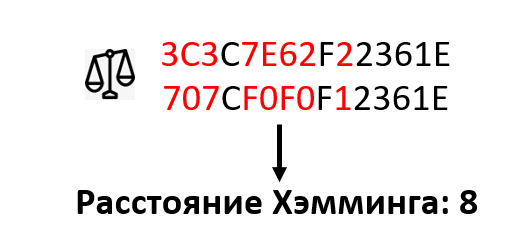 3C3C7E62F22361E
707CF0F0F12361E
Расстояние Хэмминга: 8